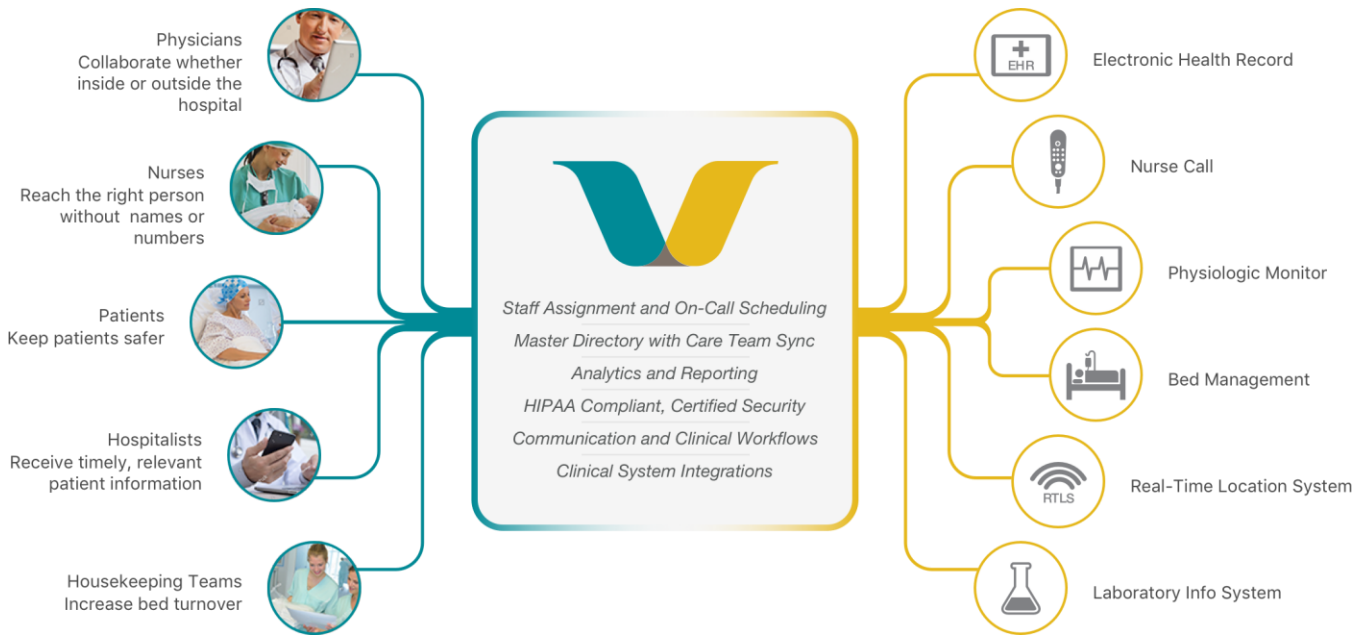 Physicians
Collaborate whether
inside or outside the
hospital
Nurses
Reach the right person
without names or
numbers
Patients
Keep patients safer
Hospitalists
Receive timely, relevant
patient information
Housekeeping Teams
Increase bed turnover
Staff Assignment and On-Call Scheduling
Master Directory with Care Team Sync
Analytics and Reporting
HIPAA Compliant, Certified Security
Communication and Clinical Workflows
Clinical System Integrations
EHR
Electronic Health Record
Nurse Call
Physiologic Monitor
Bed Management
RTLS
Real-Time Location System
Laboratory Info System